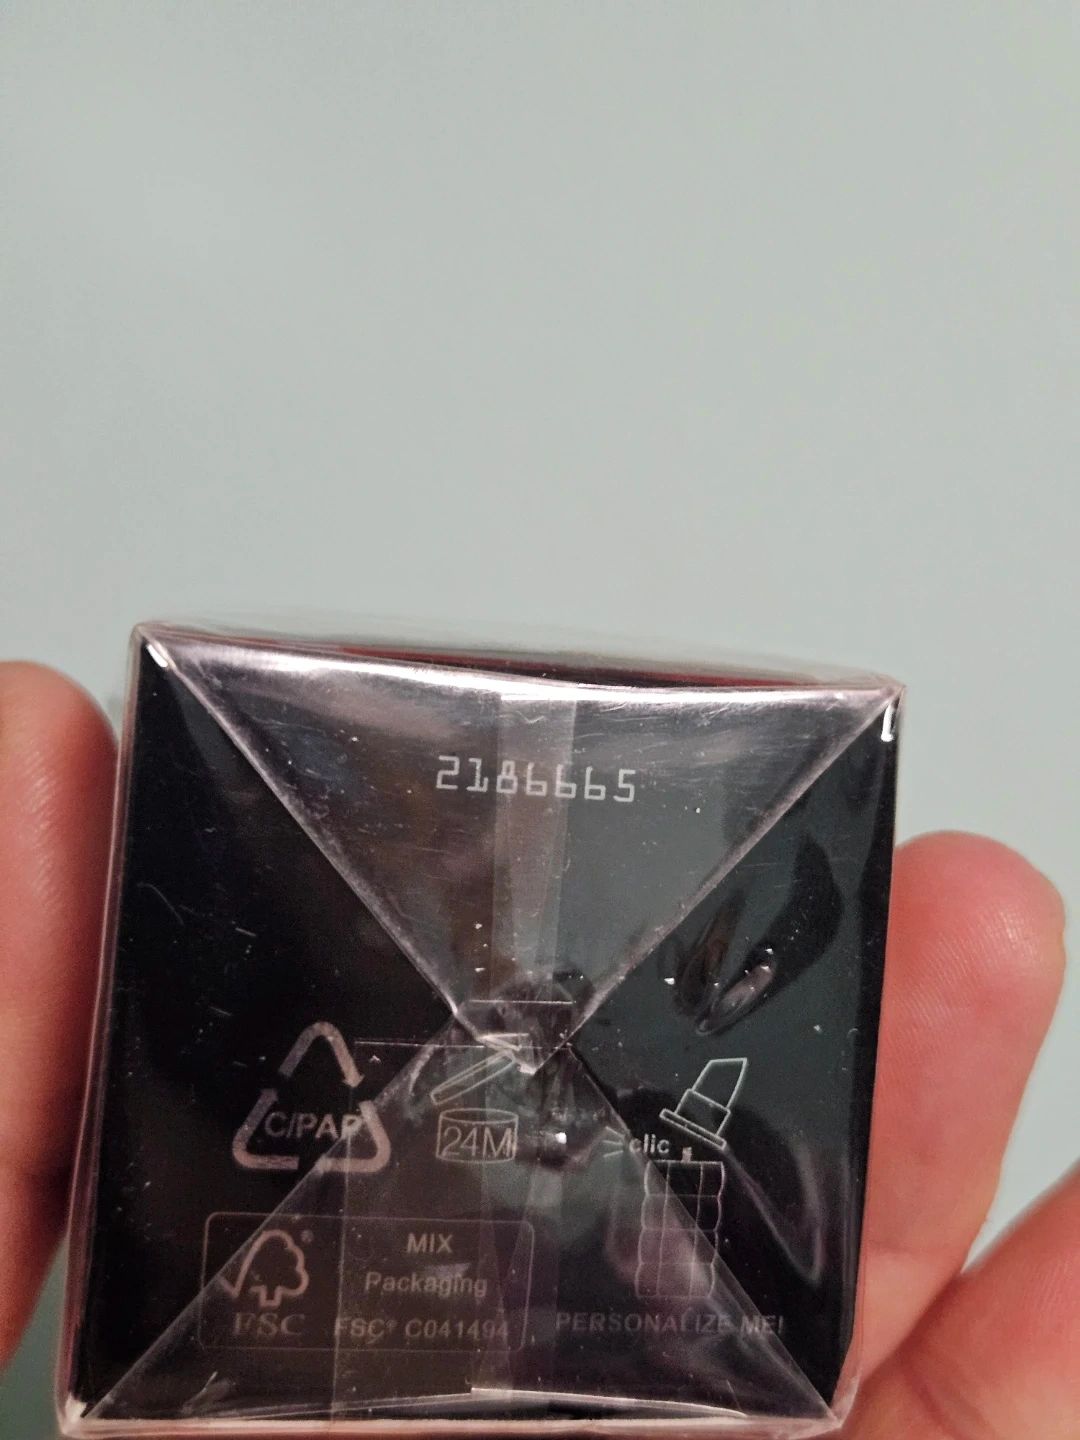 2186665
C/PAP
24M
clic
FSC®
MIX
Packaging
FSC® C041494
PERSONALIZE ME!